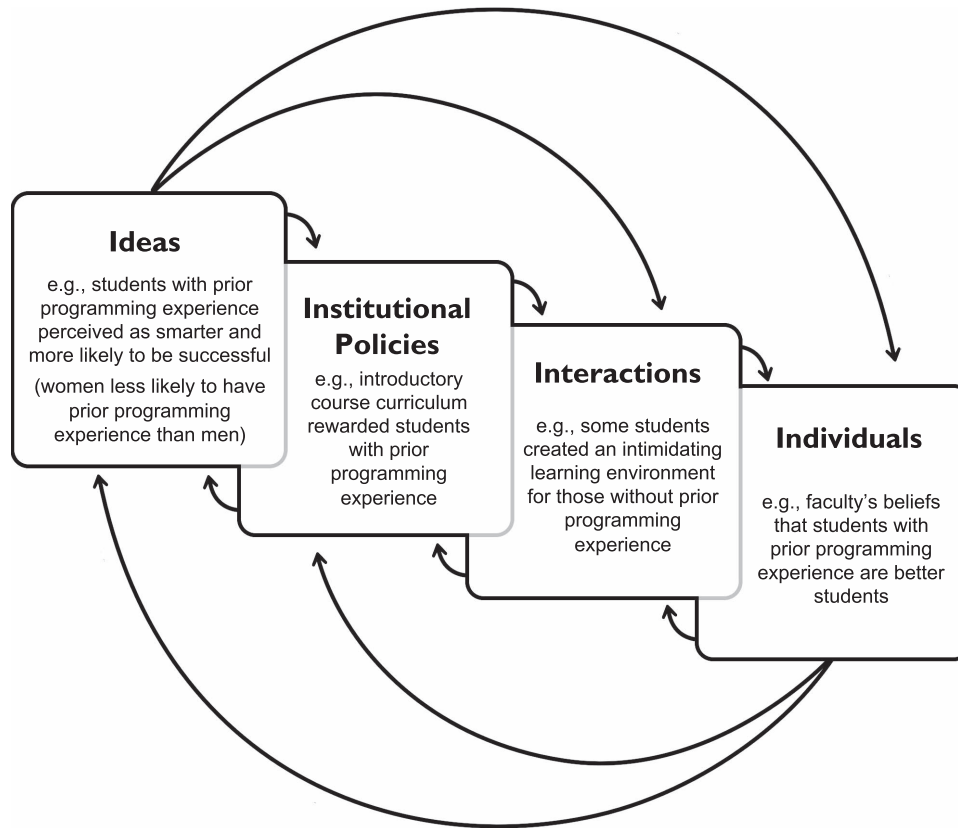 Ideas
e.g., students with prior
programming experience
perceived as smarter and
more likely to be successful
(women less likely to have
prior programming
experience than men)
Institutional
Policies
e.g., introductory
course curriculum
rewarded students
with prior
programming
experience
Interactions
e.g., some students
created an intimidating
learning environment
for those without prior
programming
experience
Individuals
e.g., faculty’s beliefs
that students with
prior programming
experience are better
students